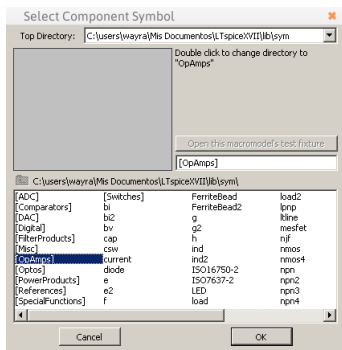 Select Component Symbol
Top Directory: C:\users\wayra\Mis Documentos\LTspiceXVII\lib\sym
Double click to change directory to
"OpAmps"
Open this macromodel's test fixture
[OpAmps]
C:\users\wayra\Mis Documentos\LTspiceXVII\lib\sym\
[ADC] [Switches] FerriteBead load2
[Comparators] bi FerriteBead2 lpnp
[DAC] bi2 g ltline
[Digital] bv g2 mesfet
[FilterProducts] cap h njf
[Misc] csw ind nmos
[OpAmps] current ind2 nmos4
[Optos] diode ISO16750-2 npn
[PowerProducts] e ISO7637-2 npn2
[References] e2 LED npn3
[SpecialFunctions] f load npn4
Cancel OK